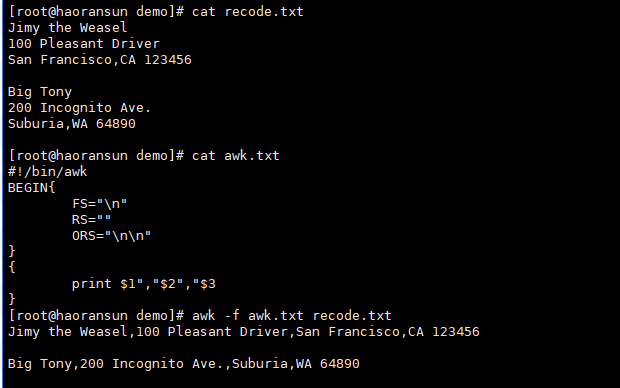 [root@haoransun demo]# cat recode.txt
Jimy the Weasel
100 Pleasant Driver
San Francisco,CA 123456

Big Tony
200 Incognito Ave.
Suburia,WA 64890

[root@haoransun demo]# cat awk.txt
#!/bin/awk
BEGIN{
        FS="\n"
        RS=""
        ORS="\n\n"
}
{
        print $1","$2","$3
}
[root@haoransun demo]# awk -f awk.txt recode.txt
Jimy the Weasel,100 Pleasant Driver,San Francisco,CA 123456

Big Tony,200 Incognito Ave.,Suburia,WA 64890